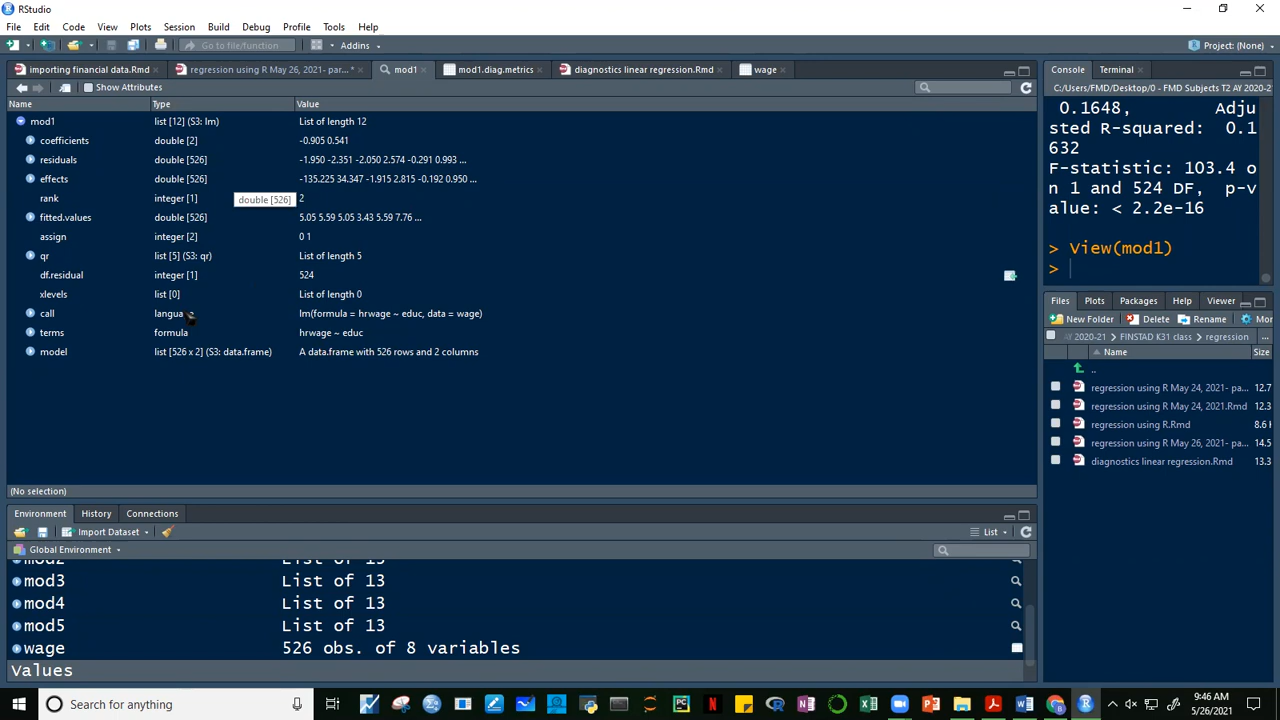 RStudio
File Edit Code View Plots Session Build Debug Profile Tools Help
Go to file/function Addins Project: (None)
importing financial data.Rmd regression using R May 26, 2021- par...* mod1 mod1.diag.metrics diagnostics linear regression.Rmd wage
Show Attributes
Name Type Value
mod1 list [12] (S3: lm) List of length 12
coefficients double [2] -0.905 0.541
residuals double [526] -1.950 -2.351 -2.050 2.574 -0.291 0.993 ...
effects double [526] -135.225 34.347 -1.915 2.815 -0.192 0.950 ...
rank integer [1] double [526] 2
fitted.values double [526] 5.05 5.59 5.05 3.43 5.59 7.76 ...
assign integer [2] 0 1
qr list [5] (S3: qr) List of length 5
df.residual integer [1] 524
xlevels list [0] List of length 0
call langua lm(formula = hrwage ~ educ, data = wage)
terms formula hrwage ~ educ
model list [526 x 2] (S3: data.frame) A data.frame with 526 rows and 2 columns
(No selection)
Environment History Connections
Import Dataset List
Global Environment
mod2 List of 13
mod3 List of 13
mod4 List of 13
mod5 List of 13
wage 526 obs. of 8 variables
Values
Console Terminal
C:/Users/FMD/Desktop/0 - FMD Subjects T2 AY 2020-2
0.1648, Adju
sted R-squared: 0.1
632
F-statistic: 103.4 o
n 1 and 524 DF, p-v
alue: < 2.2e-16
> View(mod1)
>
Files Plots Packages Help Viewer
New Folder Delete Rename Mor
2020-21 FINSTAD K31 class regression ...
Name Size
..
regression using R May 24, 2021- pa... 12.7
regression using R May 24, 2021.Rmd 12.3
regression using R.Rmd 8.6 K
regression using R May 26, 2021- pa... 14.5
diagnostics linear regression.Rmd 13.3
Search for anything
9:46 AM
5/26/2021